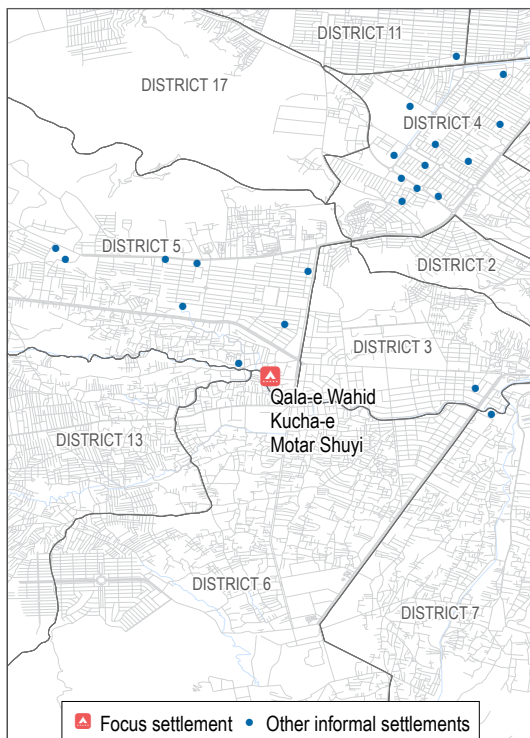 DISTRICT 11
DISTRICT 17
DISTRICT 4
DISTRICT 5
DISTRICT 2
DISTRICT 3
Qala-e Wahid
Kucha-e
Motar Shuyi
DISTRICT 13
DISTRICT 6
DISTRICT 7
Focus settlement
Other informal settlements